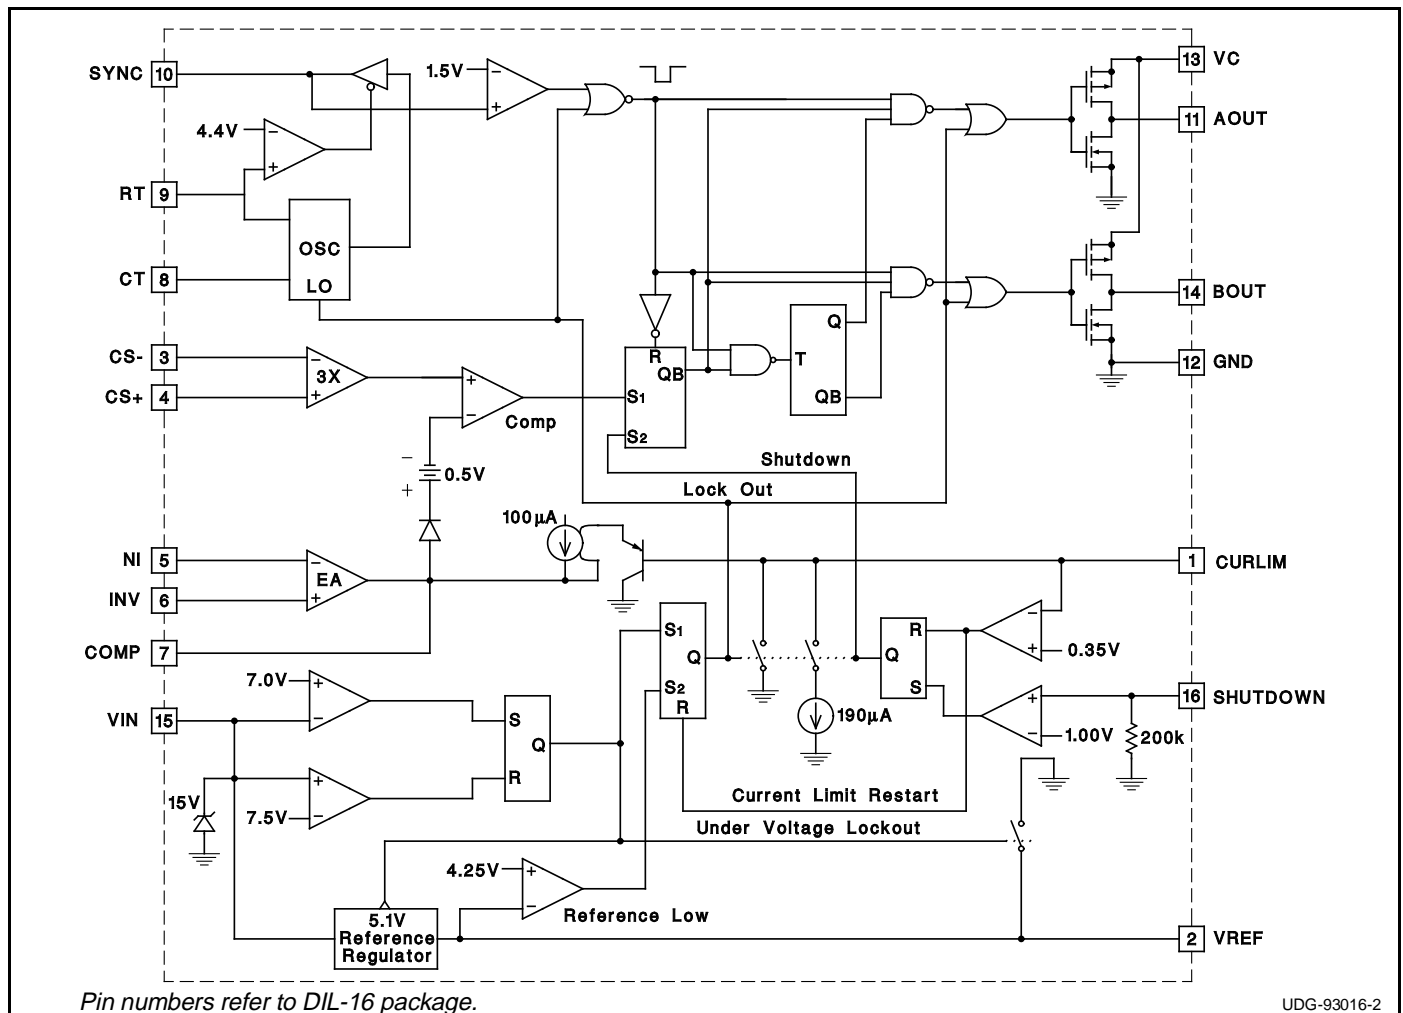 SYNC 10
1.5V
−
+
13 VC
4.4V
−
+
11 AOUT
RT 9
OSC
LO
CT 8
14 BOUT
Q
T
QB
R
QB
S1
S2
CS- 3
CS+ 4
−
3X
+
+
−
Comp
12 GND
Shutdown
Lock Out
−
0.5V
+
100µA
NI 5
INV 6
−
EA
+
1 CURLIM
COMP 7
S1
Q
S2
R
R
Q
S
−
+
0.35V
7.0V
+
−
VIN 15
S
Q
R
190µA
+
−
1.00V
16 SHUTDOWN
200k
15V
+
−
7.5V
Current Limit Restart
Under Voltage Lockout
4.25V
+
−
Reference Low
5.1V
Reference
Regulator
2 VREF
Pin numbers refer to DIL-16 package.
UDG-93016-2